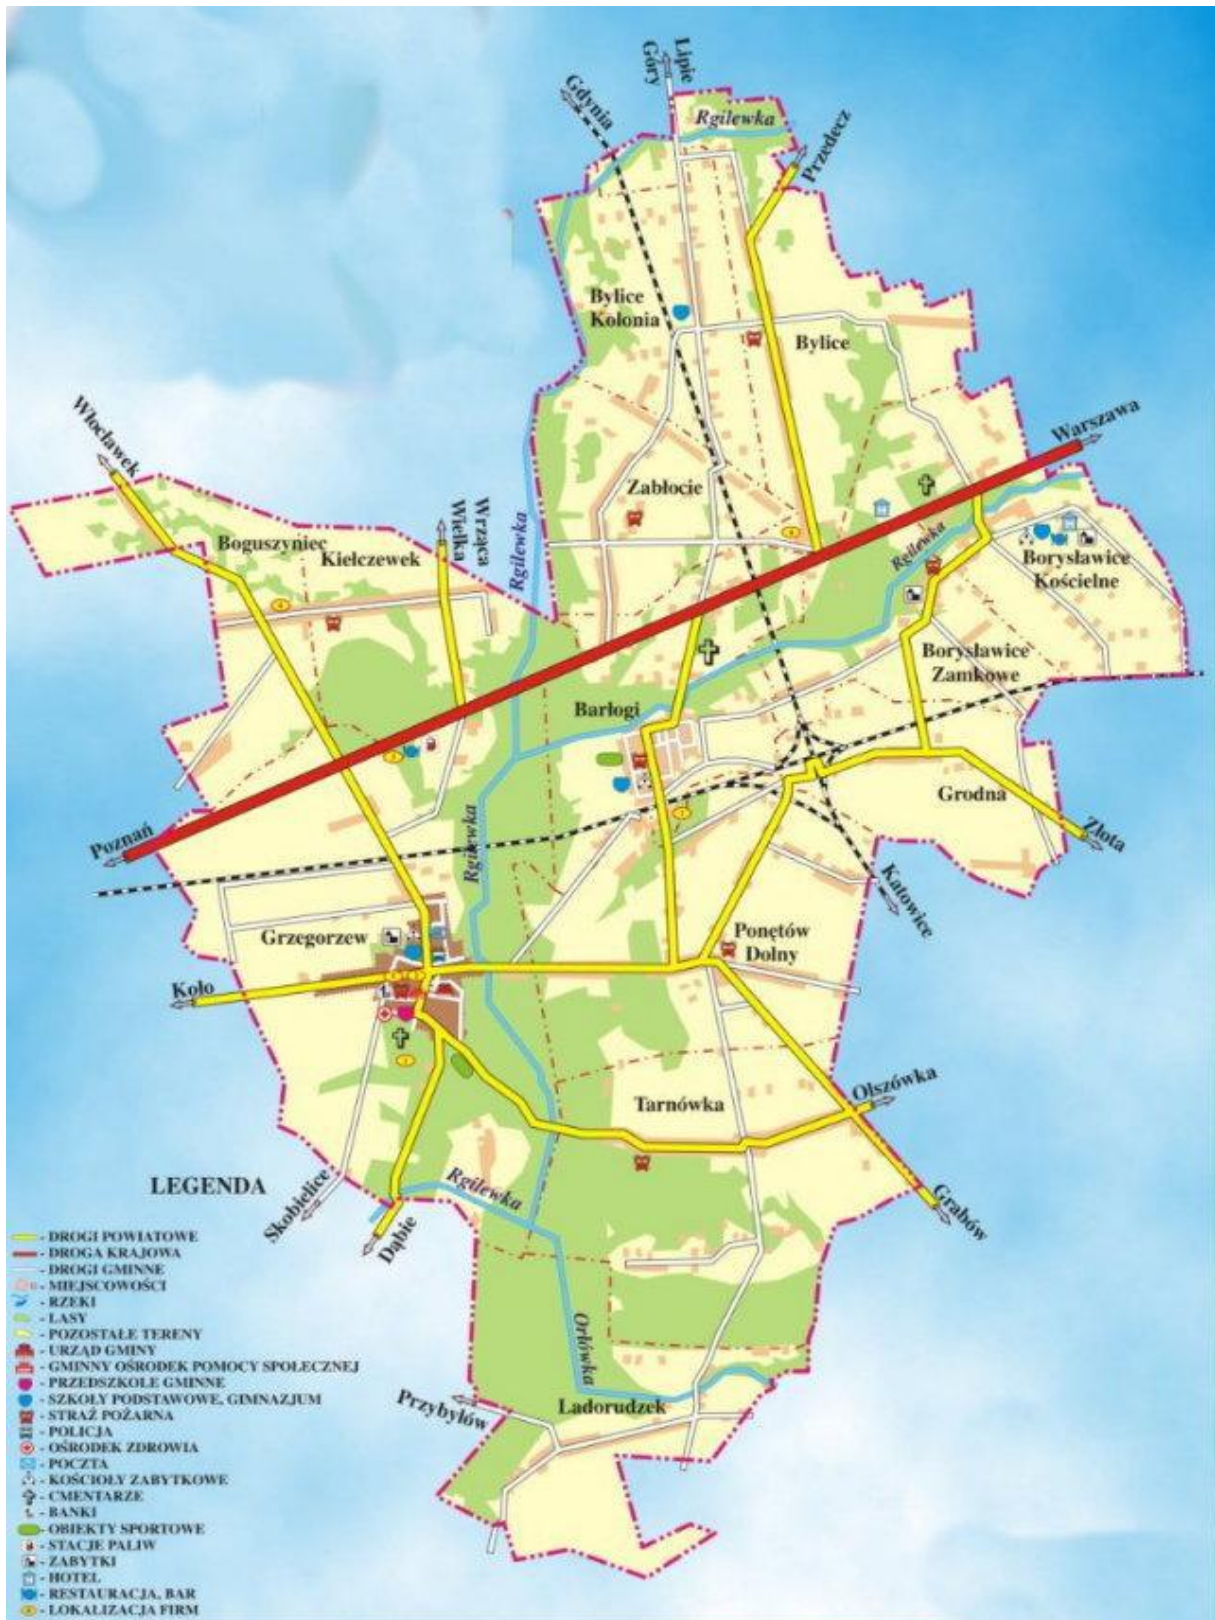 Lipie
Góry
Gdynia
Rgilewka
Przedecz
Bylice
Kolonia
Bylice
Warszawa
Włocławek
Zabłocie
Wrząca
Wielka
Rgilewka
Boguszyniec
Kiełczewek
Rgilewka
Borysławice
Kościelne
Borysławice
Zamkowe
Barłogi
Grodna
Złota
Poznań
Rgilewka
Katowice
Grzegorzew
Ponętów
Dolny
Koło
Olszówka
Tarnówka
LEGENDA
Skobielice
Rgilewka
Dąbie
Grabów
Orłówka
Przybyłów
Ladorudzek
- DROGI POWIATOWE
- DROGA KRAJOWA
- DROGI GMINNE
- MIEJSCOWOŚCI
- RZEKI
- LASY
- POZOSTAŁE TERENY
- URZĄD GMINY
- GMINNY OŚRODEK POMOCY SPOŁECZNEJ
- PRZEDSZKOLE GMINNE
- SZKOŁY PODSTAWOWE, GIMNAZJUM
- STRAŻ POŻARNA
- POLICJA
- OŚRODEK ZDROWIA
- POCZTA
- KOŚCIOŁY ZABYTKOWE
- CMENTARZE
- BANKI
- OBIEKTY SPORTOWE
- STACJE PALIW
- ZABYTKI
- HOTEL
- RESTAURACJA, BAR
- LOKALIZACJA FIRM